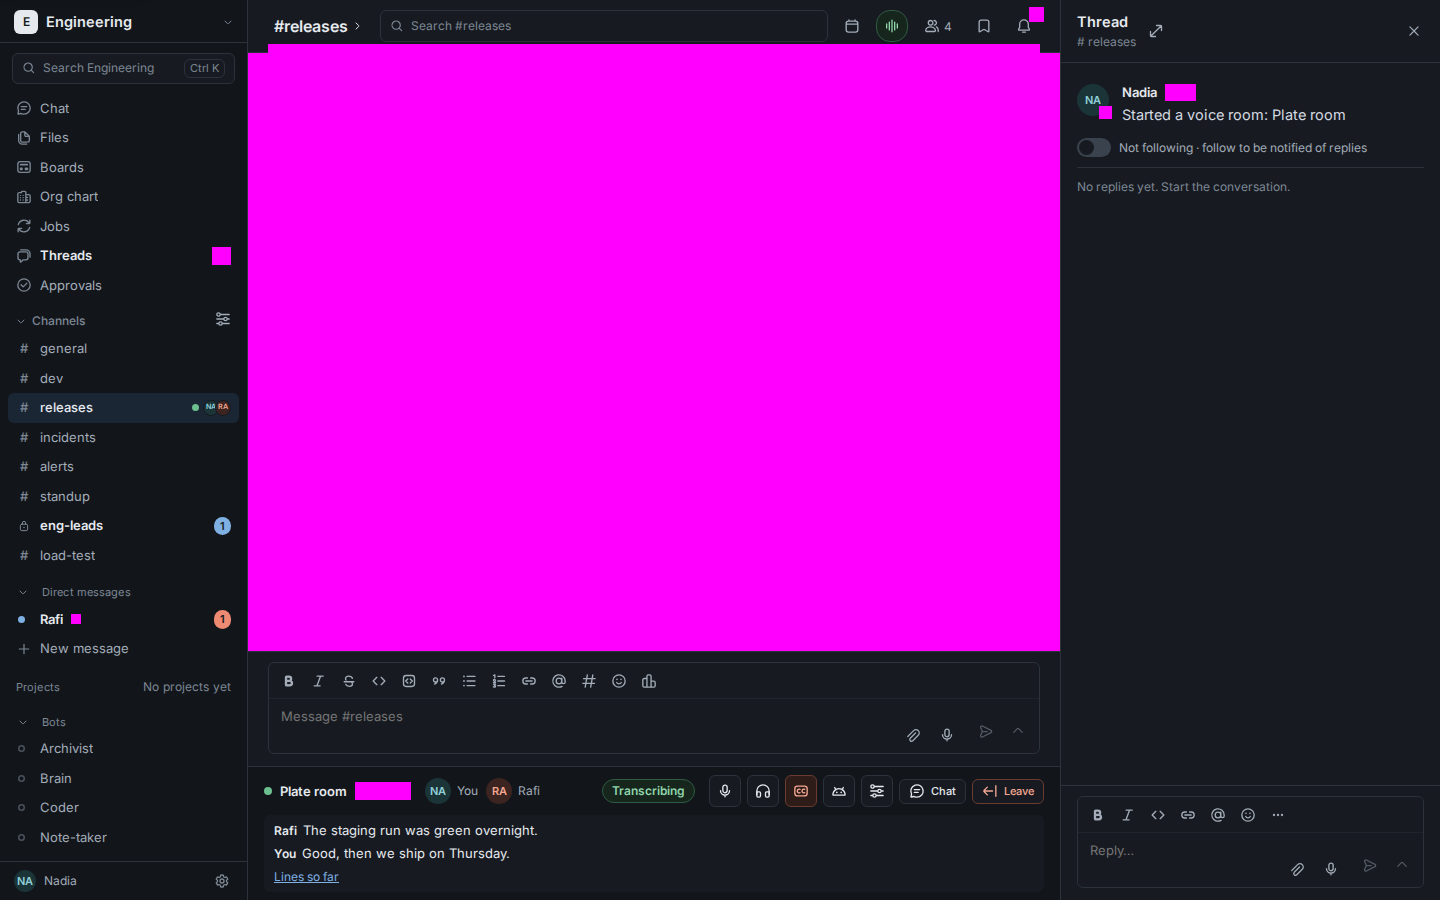 E Engineering
Search Engineering Ctrl K
Chat
Files
Boards
Org chart
Jobs
Threads
Approvals
Channels
# general
# dev
# releases NA RA
# incidents
# alerts
# standup
eng-leads 1
# load-test
Direct messages
Rafi 1
New message
Projects No projects yet
Bots
Archivist
Brain
Coder
Note-taker
NA Nadia
#releases
Search #releases
4
Message #releases
Plate room NA You RA Rafi Transcribing CC Chat Leave
Rafi The staging run was green overnight.
You Good, then we ship on Thursday.
Lines so far
Thread
# releases
NA Nadia
Started a voice room: Plate room
Not following · follow to be notified of replies
No replies yet. Start the conversation.
Reply...